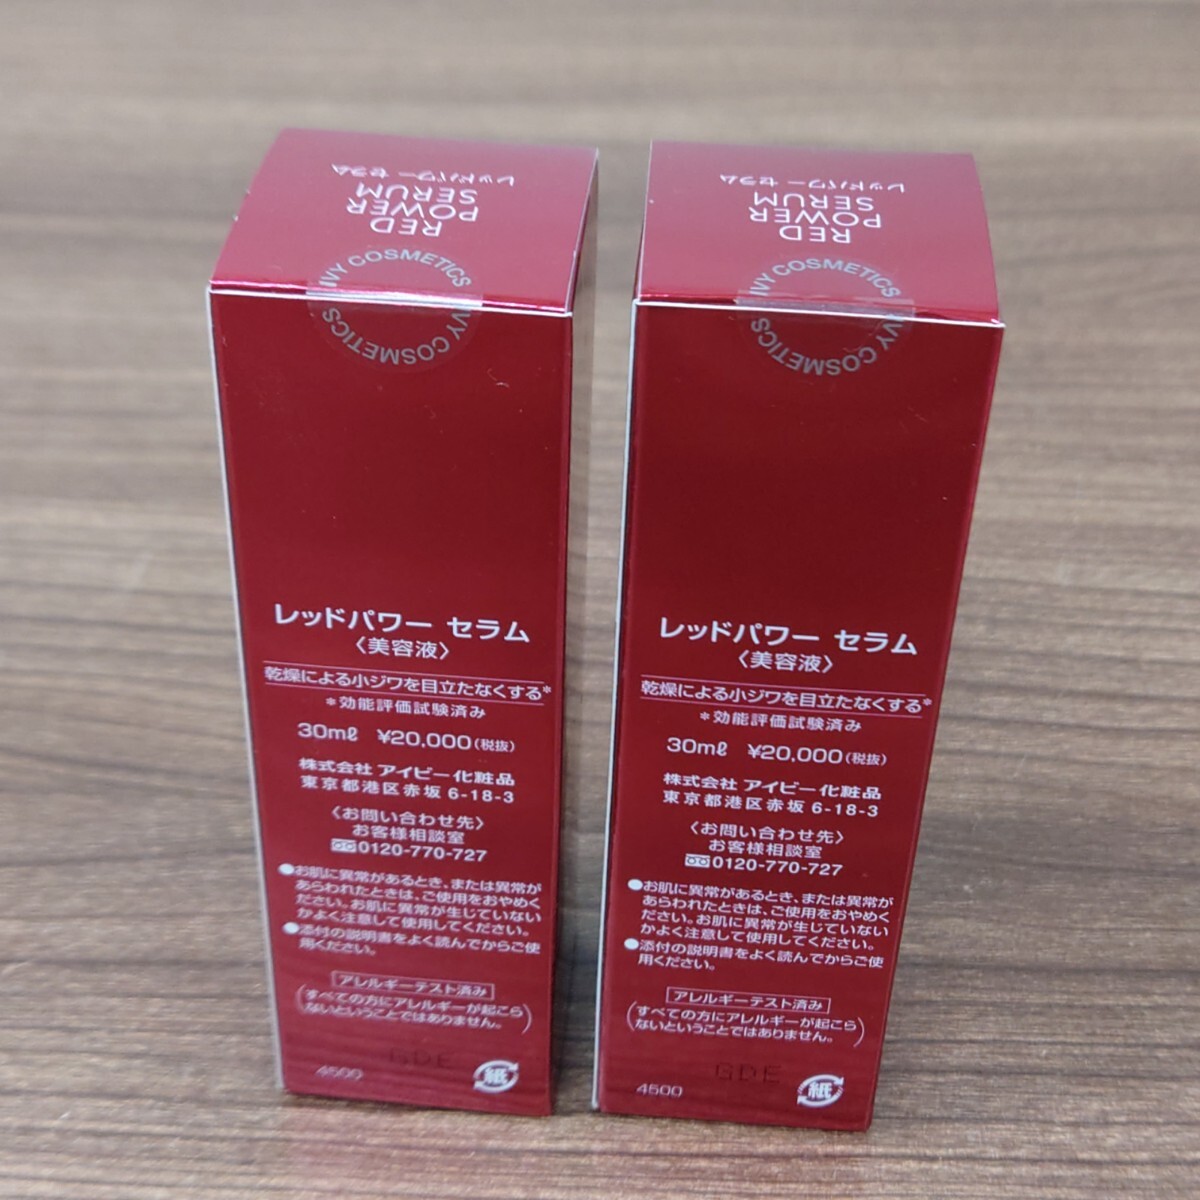 RED
POWER
SERUM
レッドパワー セラム
IVY COSMETICS
IVY COSMETICS
レッドパワー セラム
〈美容液〉
乾燥による小ジワを目立たなくする*
*効能評価試験済み
30mℓ ¥20,000(税抜)
株式会社 アイビー化粧品
東京都港区赤坂 6-18-3
〈お問い合わせ先〉
お客様相談室
0120-770-727
●お肌に異常があるとき、または異常が
あらわれたときは、ご使用をおやめく
ださい。お肌に異常が生じていない
かよく注意して使用してください。
●添付の説明書をよく読んでからご使
用ください。
アレルギーテスト済み
(すべての方にアレルギーが起こら
ないということではありません。)
GDE
4500
紙
RED
POWER
SERUM
レッドパワー セラム
IVY COSMETICS
IVY COSMETICS
レッドパワー セラム
〈美容液〉
乾燥による小ジワを目立たなくする*
*効能評価試験済み
30mℓ ¥20,000(税抜)
株式会社 アイビー化粧品
東京都港区赤坂 6-18-3
〈お問い合わせ先〉
お客様相談室
0120-770-727
●お肌に異常があるとき、または異常が
あらわれたときは、ご使用をおやめく
ださい。お肌に異常が生じていない
かよく注意して使用してください。
●添付の説明書をよく読んでからご使
用ください。
アレルギーテスト済み
(すべての方にアレルギーが起こら
ないということではありません。)
GDE
4500
紙